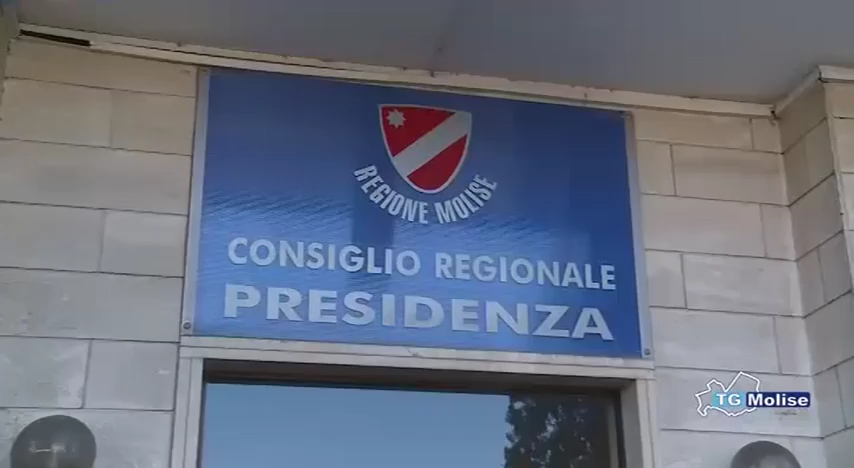 REGIONE MOLISE
CONSIGLIO REGIONALE
PRESIDENZA
TG Molise